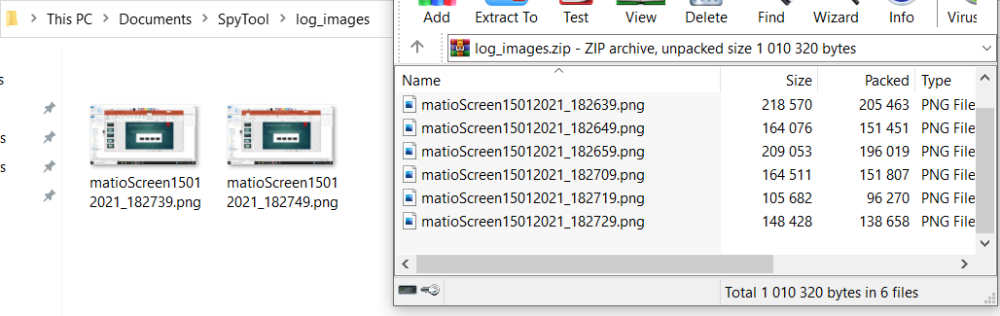 This PC > Documents > SpyTool > log_images
s
s
s
matioScreen1501
2021_182739.png
matioScreen1501
2021_182749.png
Add Extract To Test View Delete Find Wizard Info Virus
log_images.zip - ZIP archive, unpacked size 1 010 320 bytes
Name Size Packed Type
matioScreen15012021_182639.png 218 570 205 463 PNG File
matioScreen15012021_182649.png 164 076 151 451 PNG File
matioScreen15012021_182659.png 209 053 196 019 PNG File
matioScreen15012021_182709.png 164 511 151 807 PNG File
matioScreen15012021_182719.png 105 682 96 270 PNG File
matioScreen15012021_182729.png 148 428 138 658 PNG File
Total 1 010 320 bytes in 6 files